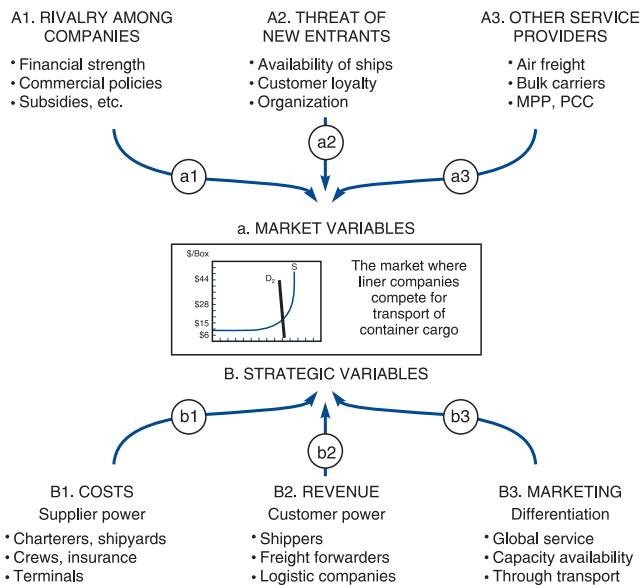 A1. RIVALRY AMONG
COMPANIES
• Financial strength
• Commercial policies
• Subsidies, etc.
A2. THREAT OF
NEW ENTRANTS
• Availability of ships
• Customer loyalty
• Organization
A3. OTHER SERVICE
PROVIDERS
• Air freight
• Bulk carriers
• MPP, PCC
a1
a2
a3
a. MARKET VARIABLES
$/Box
$44
$28
$15
$6
D₂
S
The market where
liner companies
compete for
transport of
container cargo
B. STRATEGIC VARIABLES
b1
b2
b3
B1. COSTS
Supplier power
• Charterers, shipyards
• Crews, insurance
• Terminals
B2. REVENUE
Customer power
• Shippers
• Freight forwarders
• Logistic companies
B3. MARKETING
Differentiation
• Global service
• Capacity availability
• Through transport